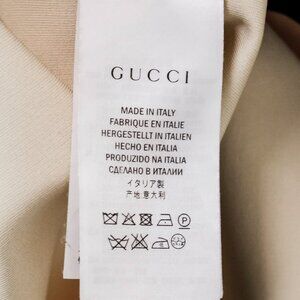 GUCCI
MADE IN ITALY
FABRIQUE EN ITALIE
HERGESTELLT IN ITALIEN
HECHO EN ITALIA
PRODUZIDO NA ITALIA
СДЕЛАНО В ИТАЛИИ
イタリア製
产地意大利